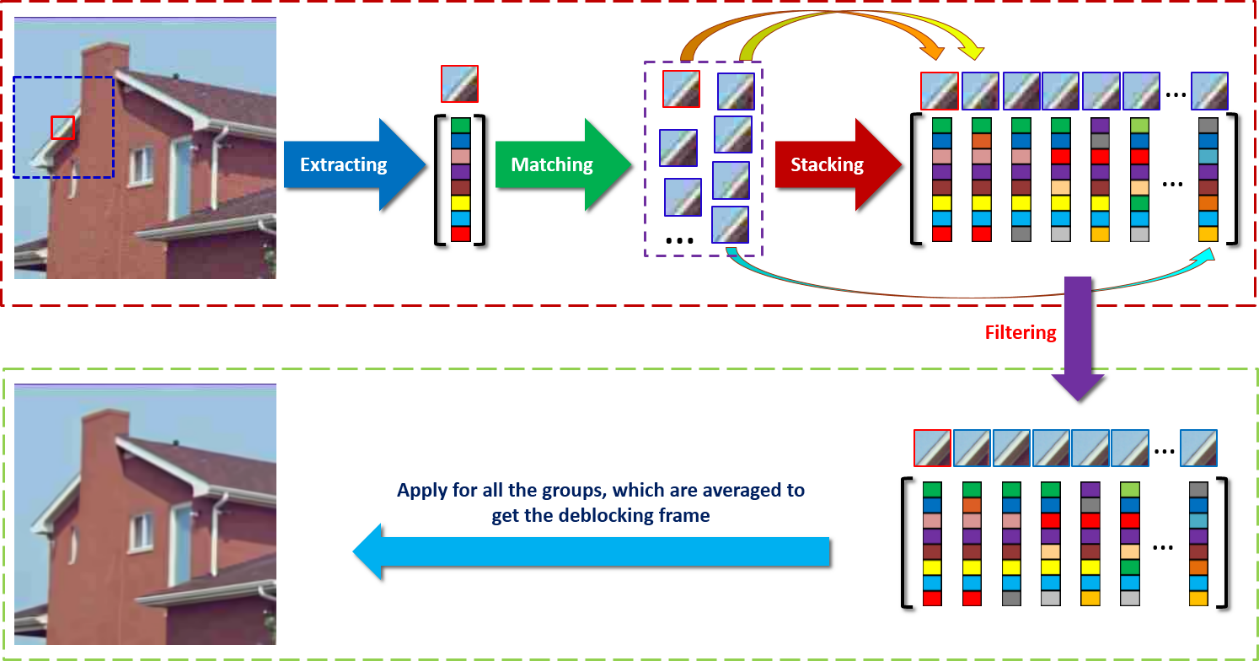 Extracting
Matching
Stacking
...
...
...
Filtering
...
Apply for all the groups, which are averaged to
get the deblocking frame
...